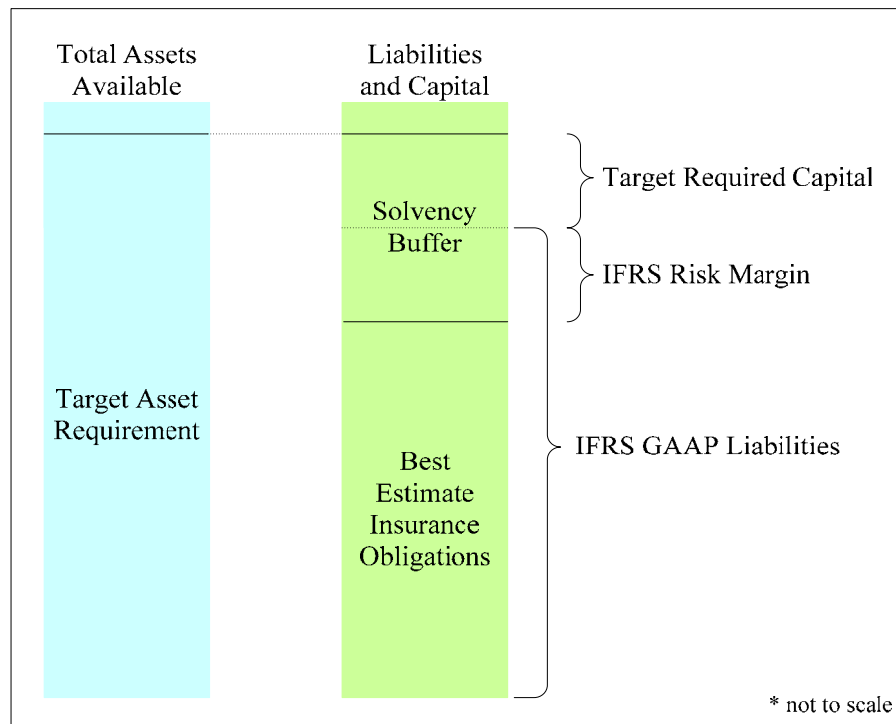 Total Assets
Available
Liabilities
and Capital
Target Required Capital
Solvency
Buffer
IFRS Risk Margin
Target Asset
Requirement
IFRS GAAP Liabilities
Best
Estimate
Insurance
Obligations
* not to scale